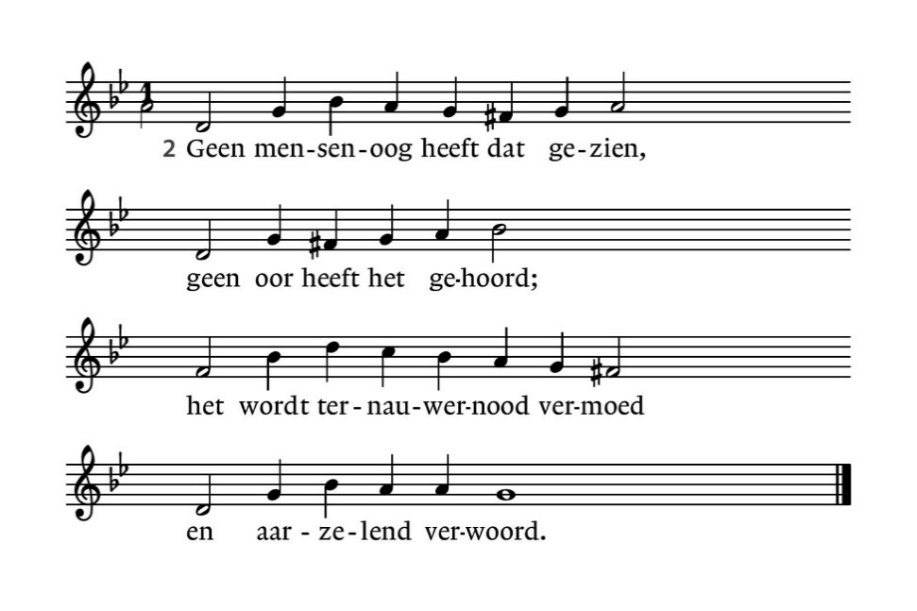 1
2 Geen men-sen-oog heeft dat ge-zien,
geen oor heeft het ge-hoord;
het wordt ter-nau-wer-nood ver-moed
en aar-ze-lend ver-woord.